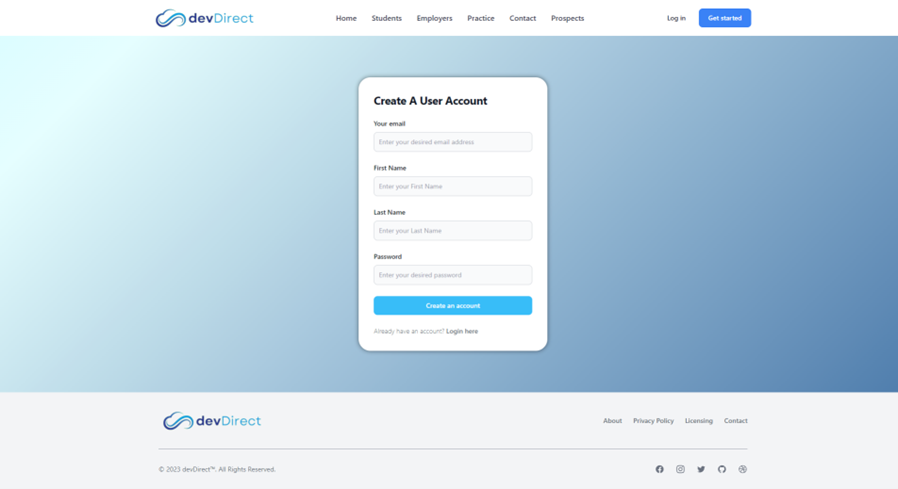 devDirect
Home Students Employers Practice Contact Prospects
Log in
Get started
Create A User Account
Your email
Enter your desired email address
First Name
Enter your First Name
Last Name
Enter your Last Name
Password
Enter your desired password
Create an account
Already have an account? Login here
devDirect
About Privacy Policy Licensing Contact
© 2023 devDirect™. All Rights Reserved.